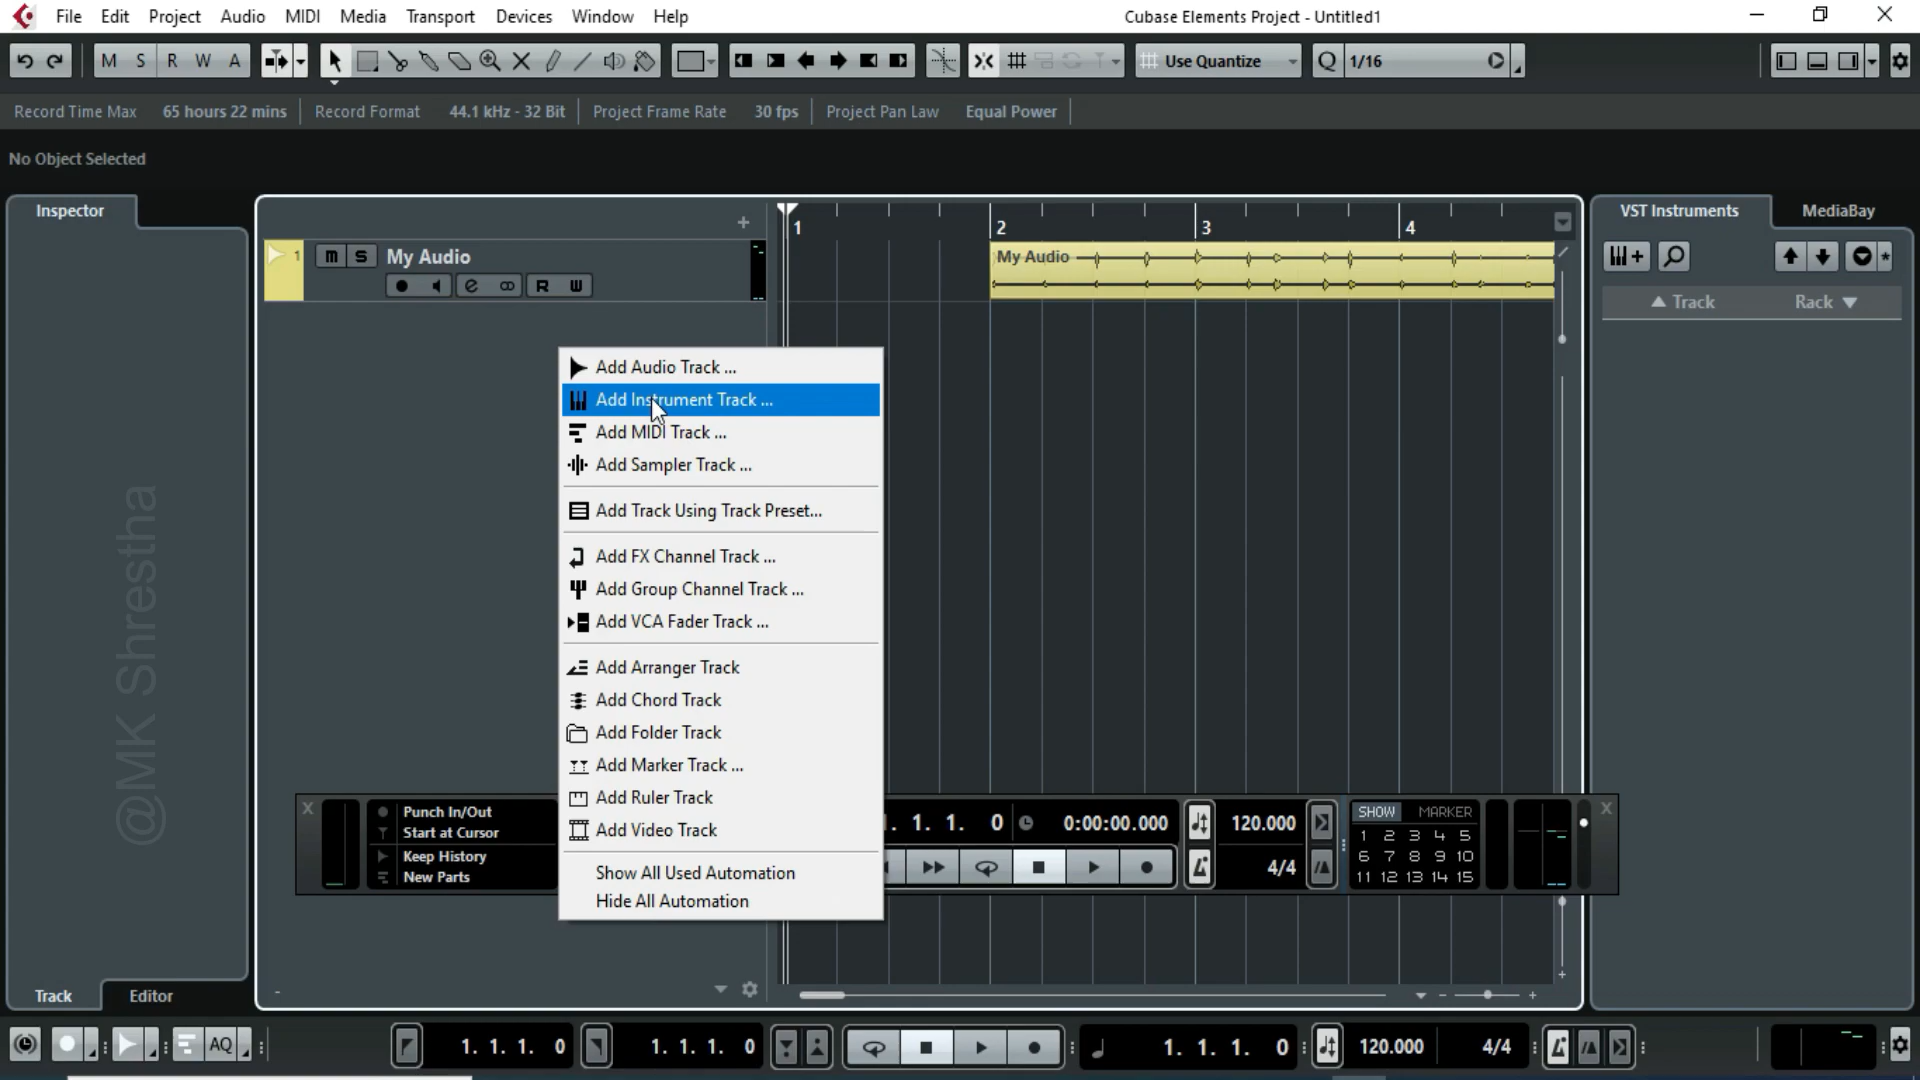 File Edit Project Audio MIDI Media Transport Devices Window Help
Cubase Elements Project - Untitled1
M S R W A
Use Quantize
Q 1/16
Record Time Max 65 hours 22 mins Record Format 44.1 kHz - 32 Bit Project Frame Rate 30 fps Project Pan Law Equal Power
No Object Selected
Inspector
1 2 3 4
VST Instruments MediaBay
1 m S My Audio
e R W
My Audio
Track Rack
Add Audio Track ...
Add Instrument Track ...
Add MIDI Track ...
Add Sampler Track ...
Add Track Using Track Preset...
Add FX Channel Track ...
Add Group Channel Track ...
Add VCA Fader Track ...
Add Arranger Track
Add Chord Track
Add Folder Track
Add Marker Track ...
Add Ruler Track
Add Video Track
Show All Used Automation
Hide All Automation
@MK Shrestha
X
Punch In/Out
Start at Cursor
Keep History
New Parts
. 1. 1. 0 0:00:00.000 120.000
4/4
SHOW MARKER
1 2 3 4 5
6 7 8 9 10
11 12 13 14 15
X
Track Editor
AQ
1. 1. 1. 0
1. 1. 1. 0
1. 1. 1. 0
120.000 4/4